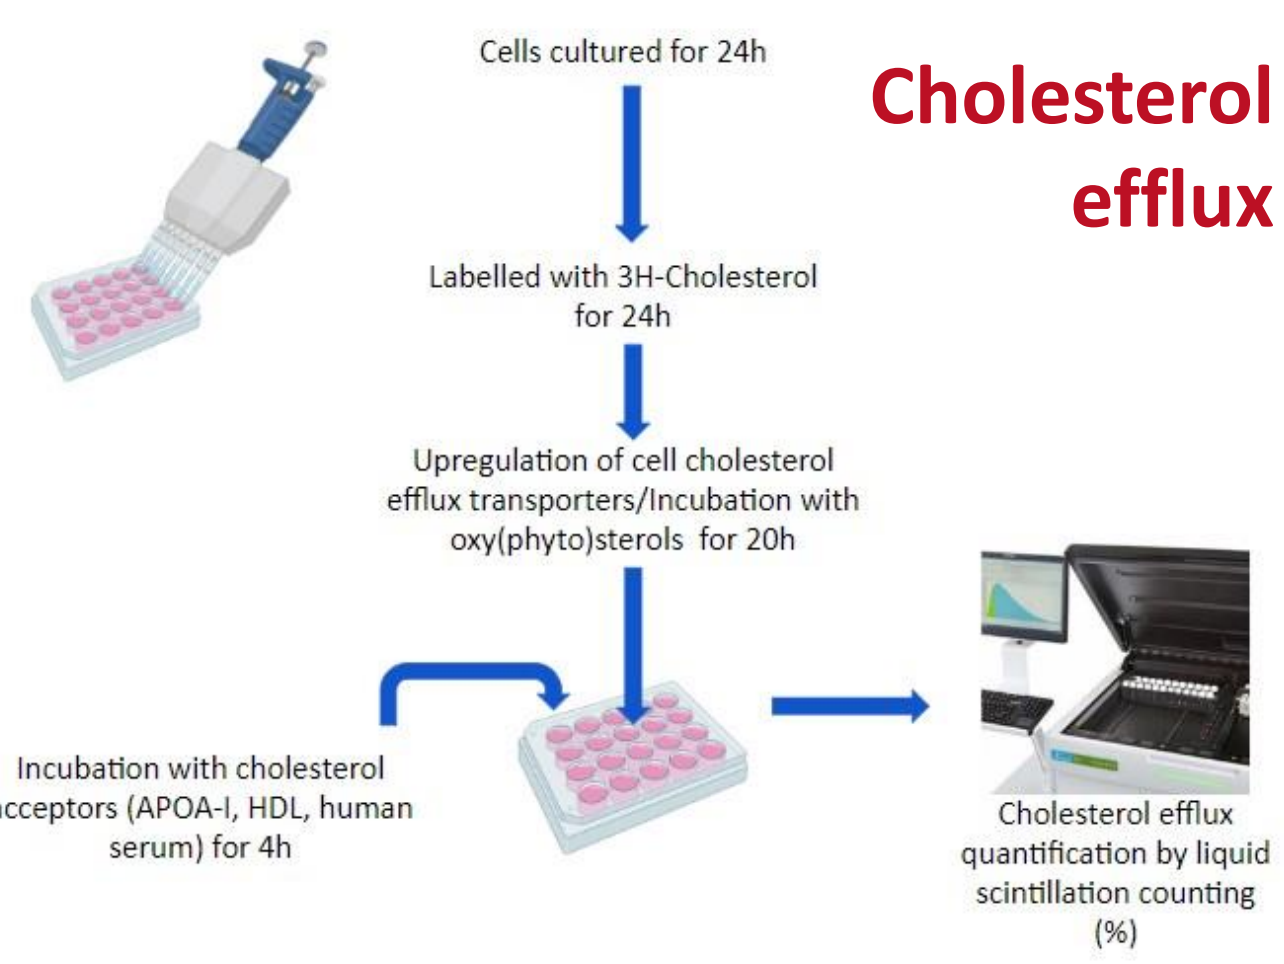 Cholesterol
efflux
Cells cultured for 24h
Labelled with 3H-Cholesterol
for 24h
Upregulation of cell cholesterol
efflux transporters/Incubation with
oxy(phyto)sterols for 20h
Incubation with cholesterol
acceptors (APOA-I, HDL, human
serum) for 4h
Cholesterol efflux
quantification by liquid
scintillation counting
(%)